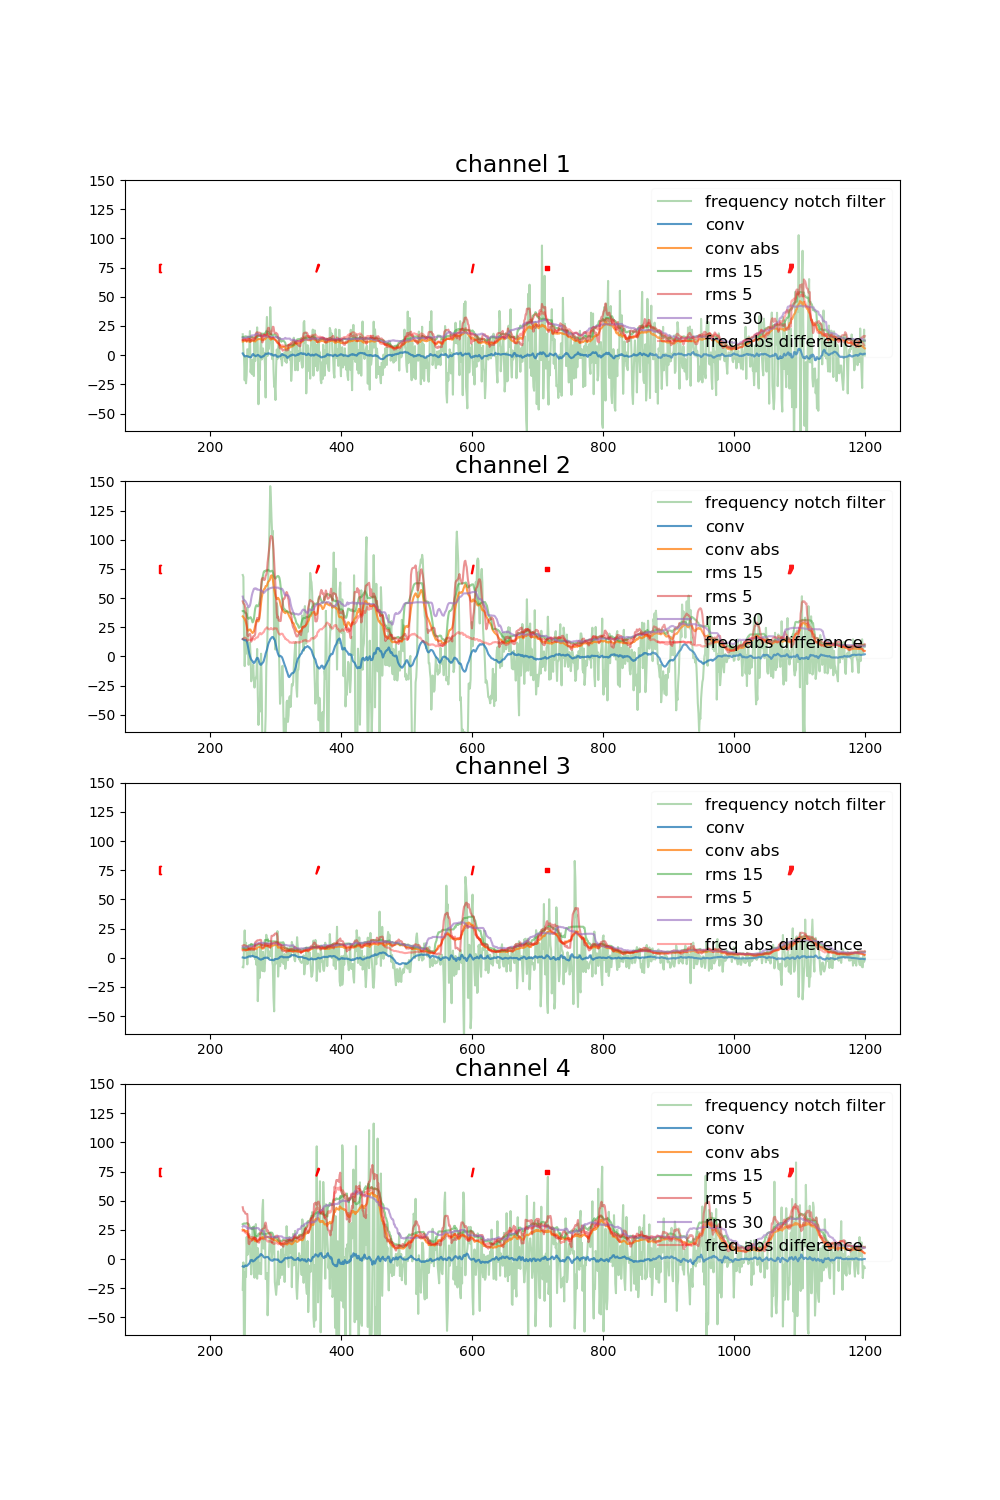 channel 1
150
125
100
75
50
25
0
−25
−50
frequency notch filter
conv
conv abs
rms 15
rms 5
rms 30
freq abs difference
[ / / . ,
200 400 600 800 1000 1200
channel 2
150
125
100
75
50
25
0
−25
−50
frequency notch filter
conv
conv abs
rms 15
rms 5
rms 30
freq abs difference
[ / / . ,
200 400 600 800 1000 1200
channel 3
150
125
100
75
50
25
0
−25
−50
frequency notch filter
conv
conv abs
rms 15
rms 5
rms 30
freq abs difference
[ / / . ,
200 400 600 800 1000 1200
channel 4
150
125
100
75
50
25
0
−25
−50
frequency notch filter
conv
conv abs
rms 15
rms 5
rms 30
freq abs difference
[ / / . ,
200 400 600 800 1000 1200